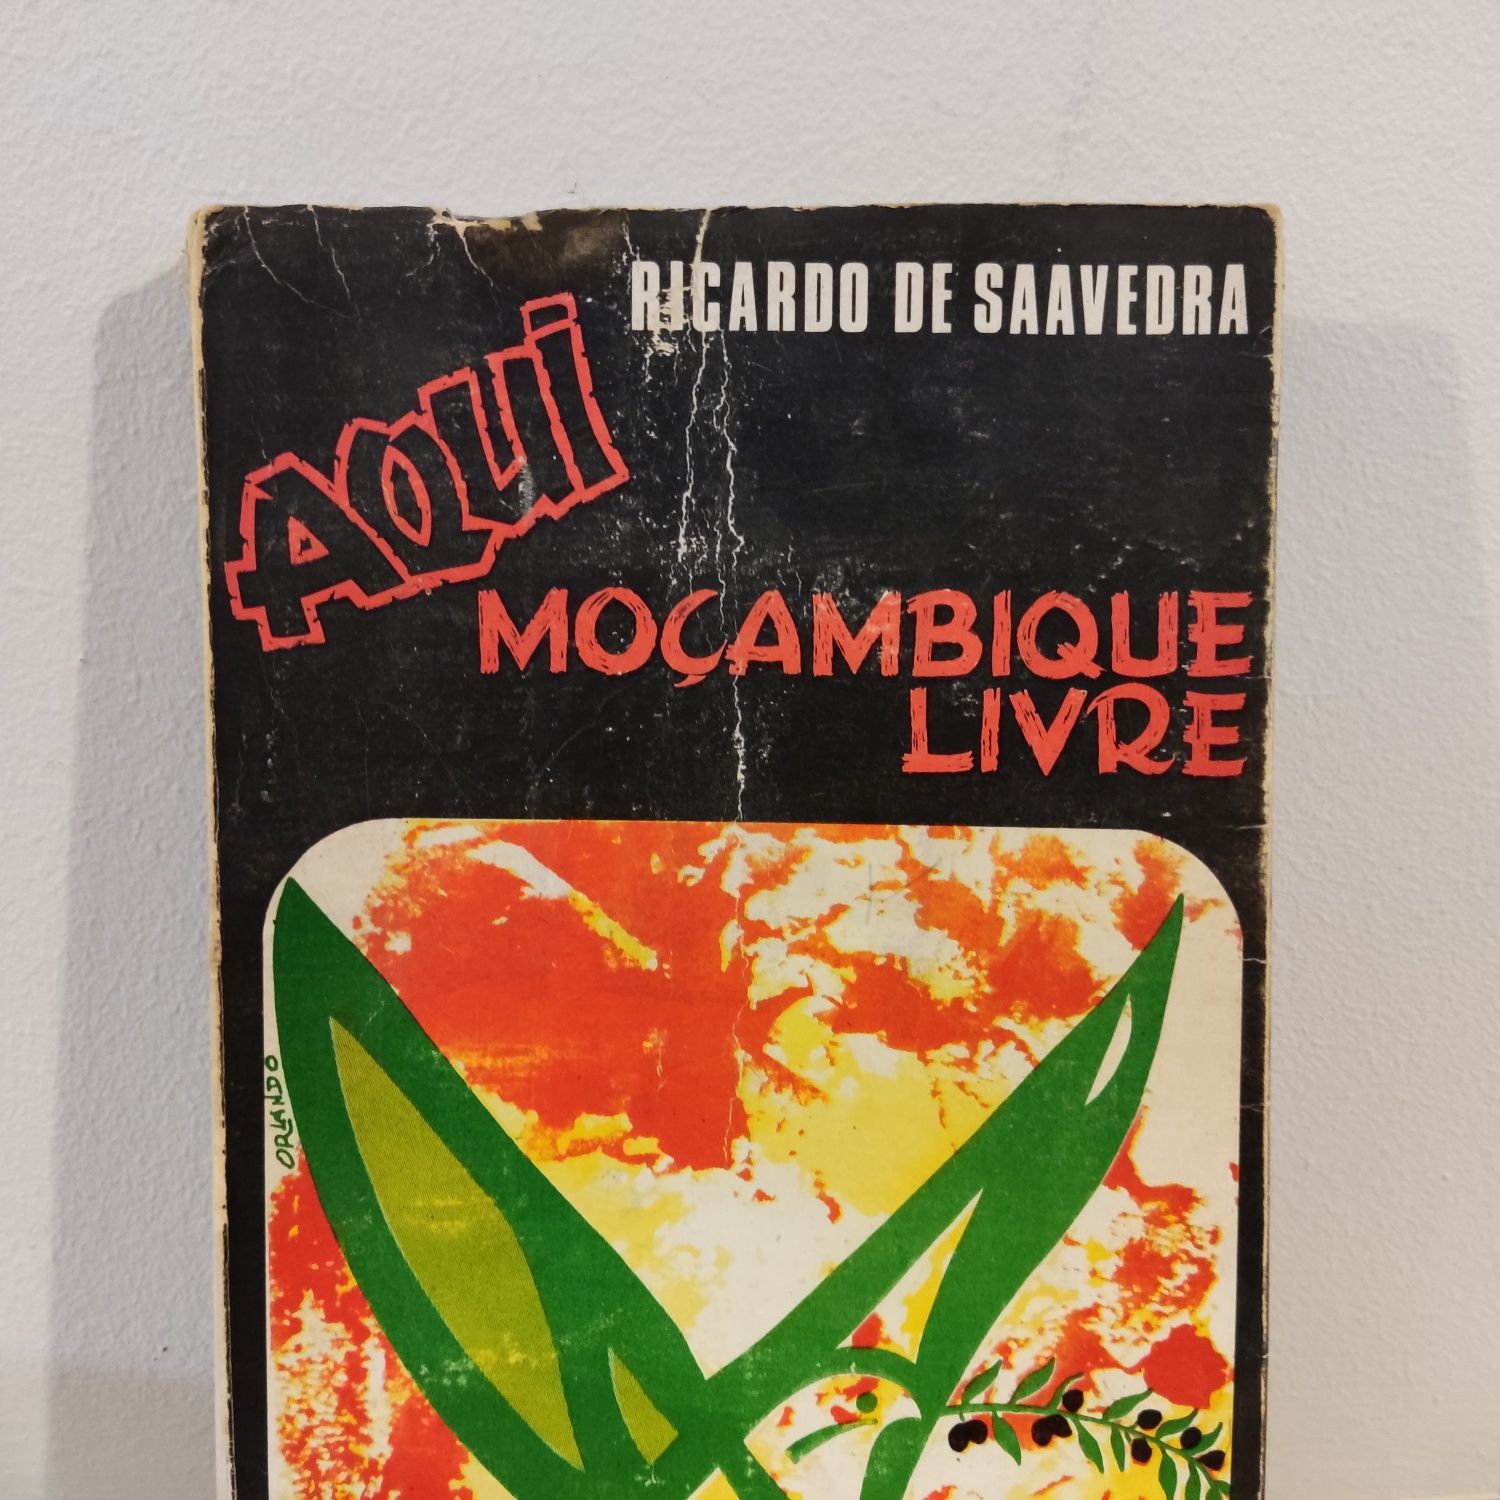 RICARDO DE SAAVEDRA
AQUI
MOÇAMBIQUE
LIVRE
ORLANDO